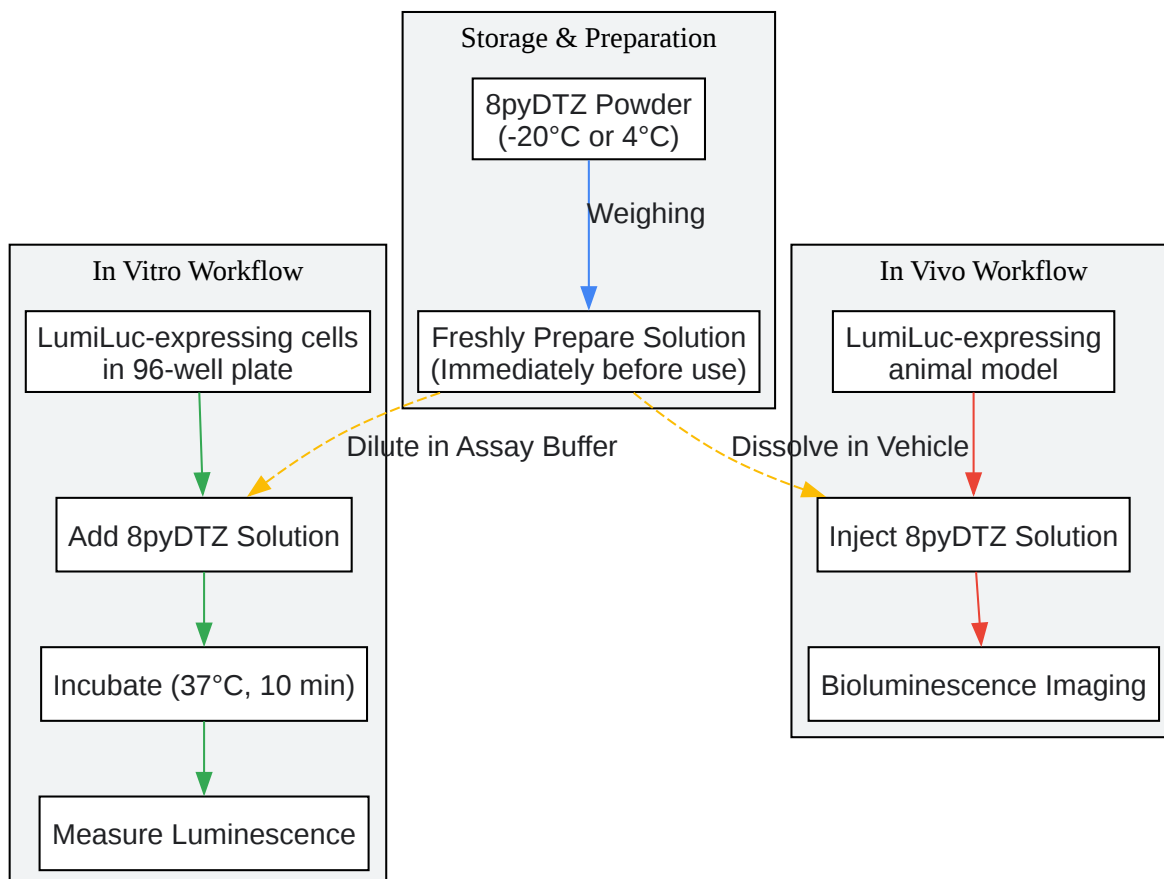 Storage & Preparation
8pyDTZ Powder
(-20°C or 4°C)
Weighing
Freshly Prepare Solution
(Immediately before use)
In Vitro Workflow
LumiLuc-expressing cells
in 96-well plate
Dilute in Assay Buffer
Add 8pyDTZ Solution
Incubate (37°C, 10 min)
Measure Luminescence
In Vivo Workflow
LumiLuc-expressing
animal model
Dissolve in Vehicle
Inject 8pyDTZ Solution
Bioluminescence Imaging